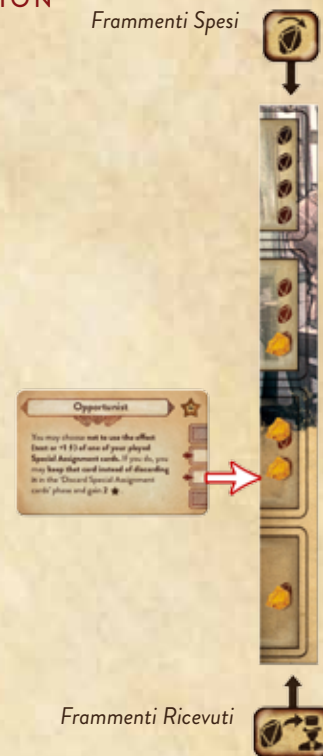 ION
Frammenti Spesi
Opportunist
You may choose not to use the effect
(text or +1 ) of one of your played
Special Assignment cards. If you do, you
may keep that card instead of discarding
it in the 'Discard Special Assignment
cards' phase and gain 2
Frammenti Ricevuti